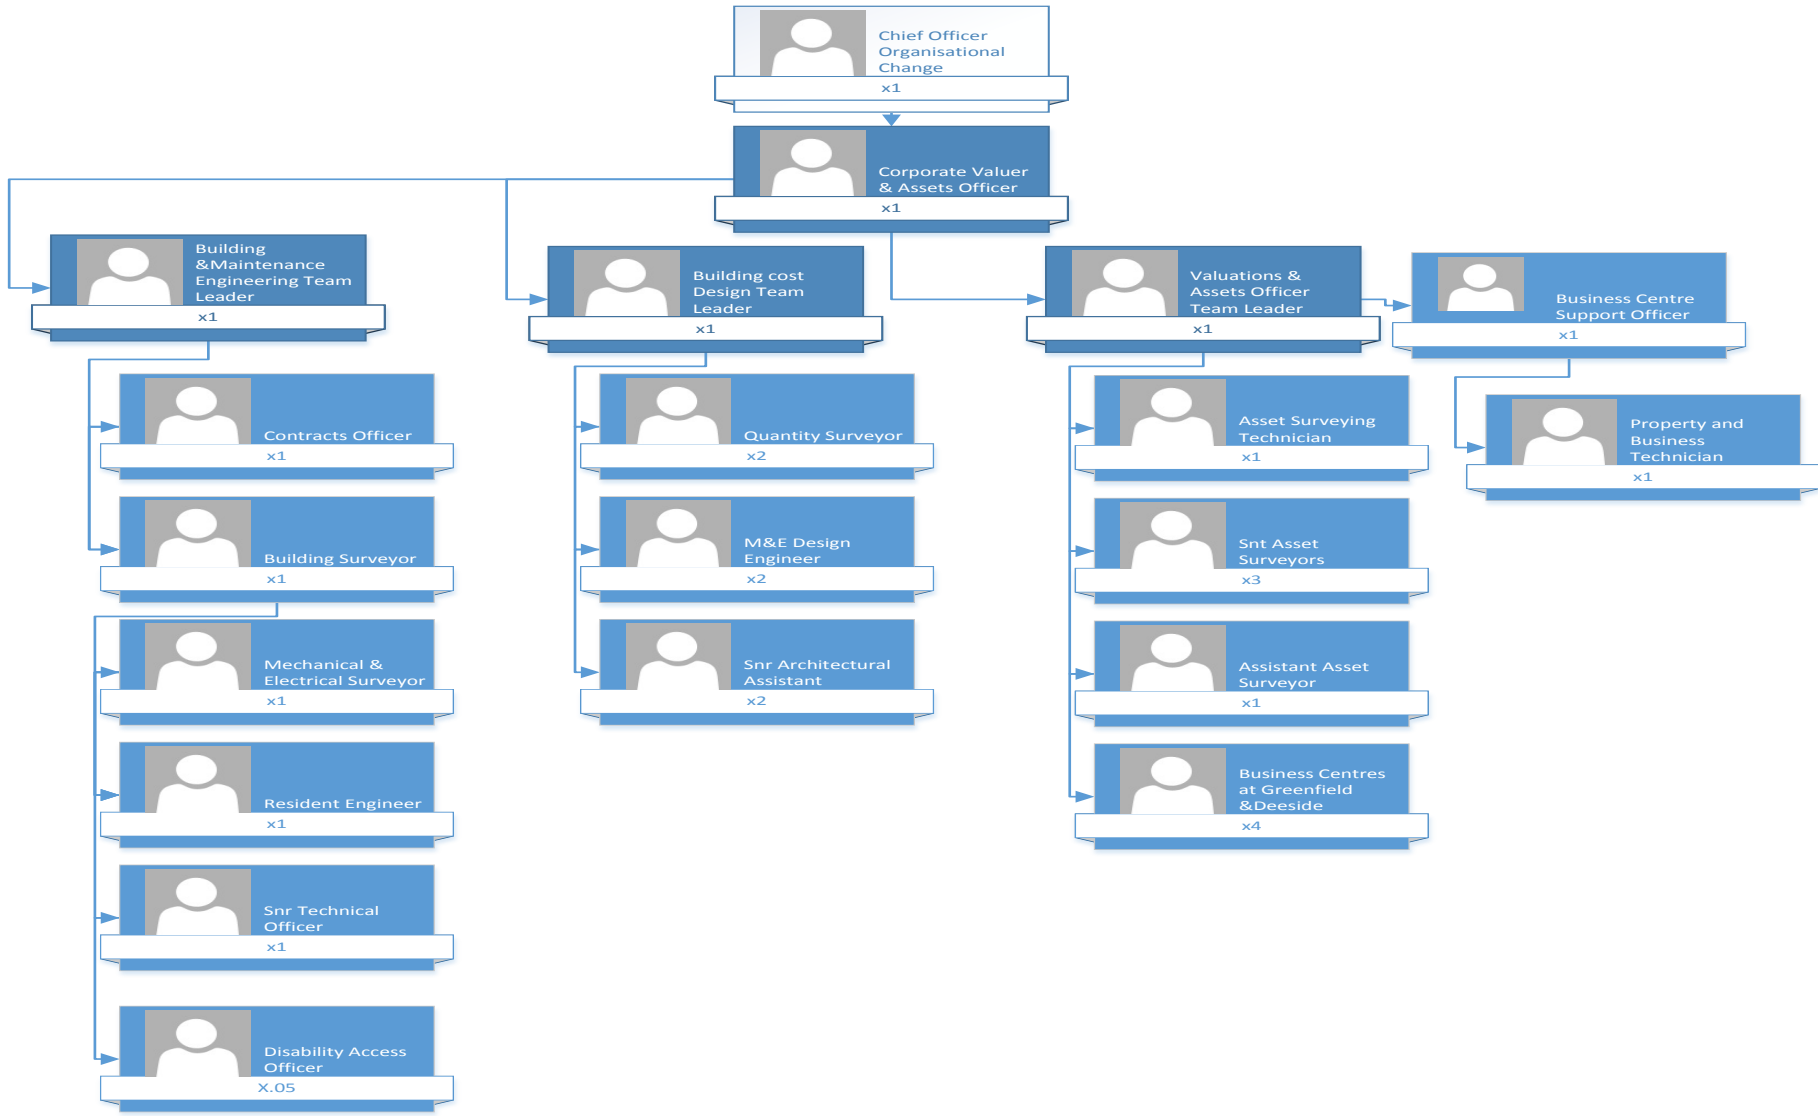 Chief Officer
Organisational
Change
x1
Corporate Valuer
& Assets Officer
x1
Building
&Maintenance
Engineering Team
Leader
x1
Building cost
Design Team
Leader
x1
Valuations &
Assets Officer
Team Leader
x1
Business Centre
Support Officer
x1
Contracts Officer
x1
Building Surveyor
x1
Mechanical &
Electrical Surveyor
x1
Resident Engineer
x1
Snr Technical
Officer
x1
Disability Access
Officer
X.05
Quantity Surveyor
x2
M&E Design
Engineer
x2
Snr Architectural
Assistant
x2
Asset Surveying
Technician
x1
Snt Asset
Surveyors
x3
Assistant Asset
Surveyor
x1
Business Centres
at Greenfield
&Deeside
x4
Property and
Business
Technician
x1